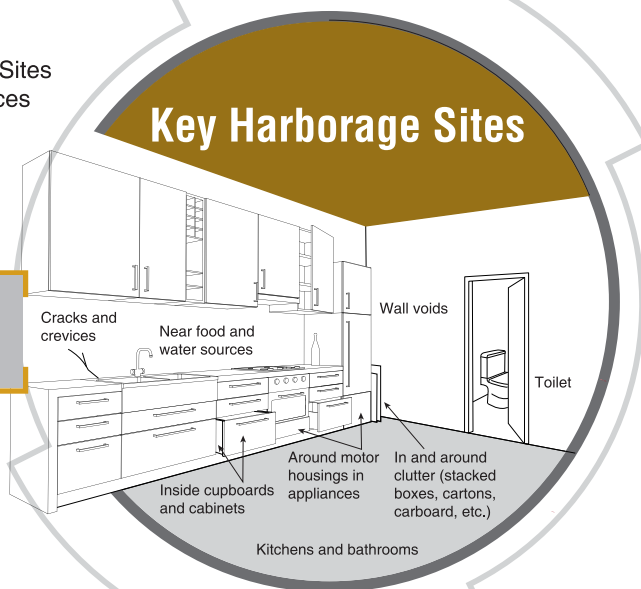 Sites
ces
Key Harborage Sites
Cracks and
crevices
Near food and
water sources
Wall voids
Toilet
Inside cupboards
and cabinets
Around motor
housings in
appliances
In and around
clutter (stacked
boxes, cartons,
carboard, etc.)
Kitchens and bathrooms